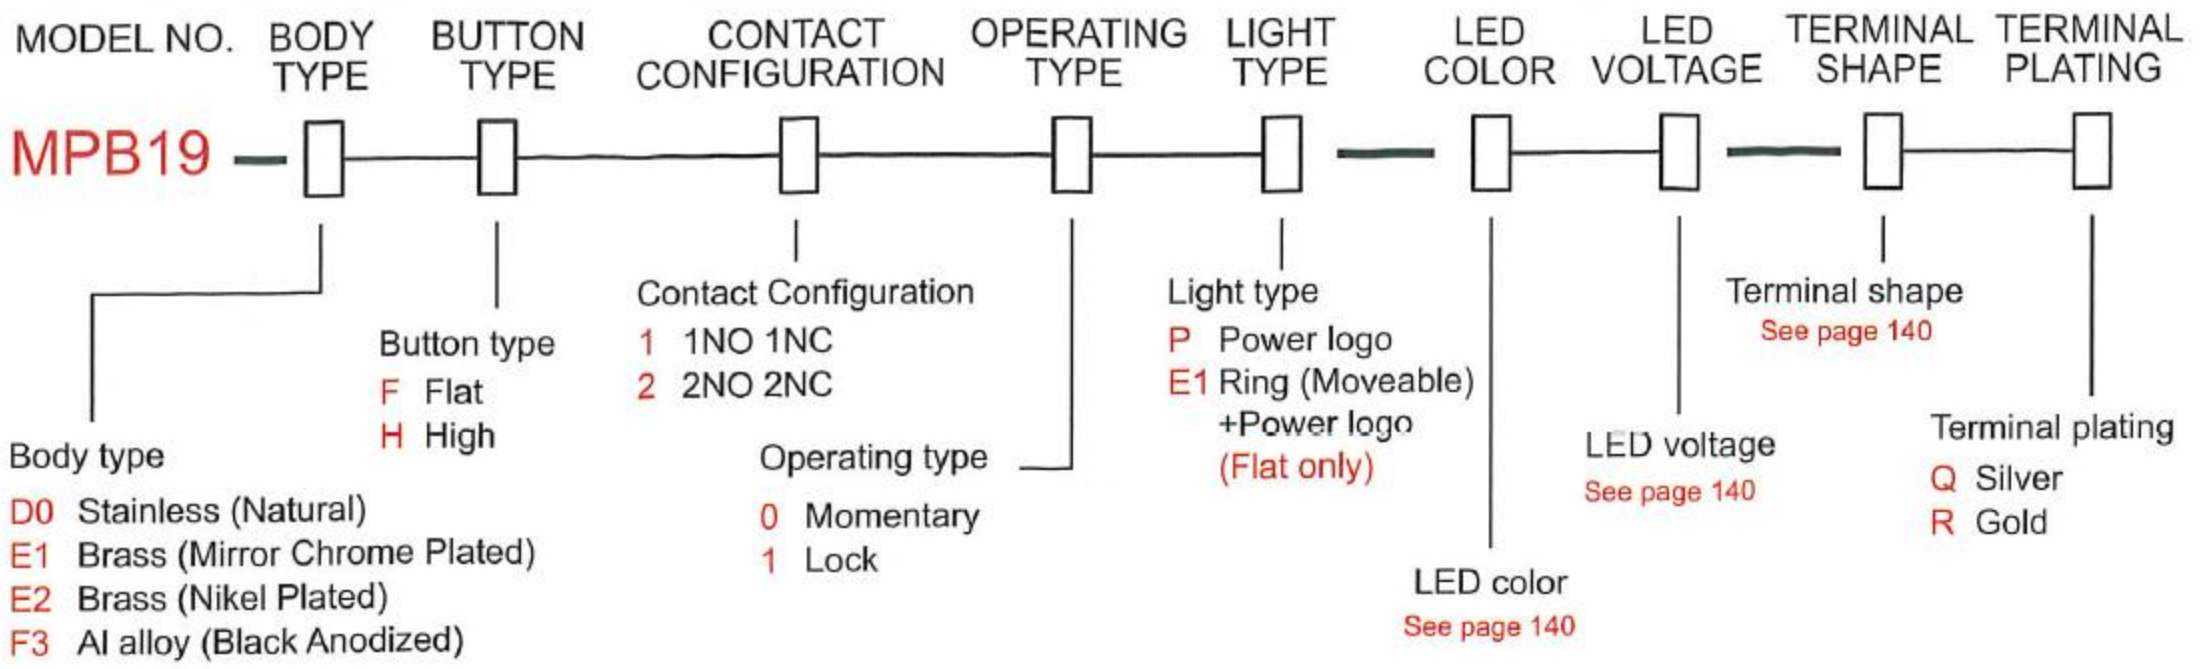 MODEL NO.
BODY
TYPE
BUTTON
TYPE
CONTACT
CONFIGURATION
OPERATING
TYPE
LIGHT
TYPE
LED
COLOR
LED
VOLTAGE
TERMINAL
SHAPE
TERMINAL
PLATING
MPB19
Body type
D0 Stainless (Natural)
E1 Brass (Mirror Chrome Plated)
E2 Brass (Nikel Plated)
F3 Al alloy (Black Anodized)
Button type
F Flat
H High
Contact Configuration
1 1NO 1NC
2 2NO 2NC
Operating type
0 Momentary
1 Lock
Light type
P Power logo
E1 Ring (Moveable)
+Power logo
(Flat only)
LED color
See page 140
LED voltage
See page 140
Terminal shape
See page 140
Terminal plating
Q Silver
R Gold